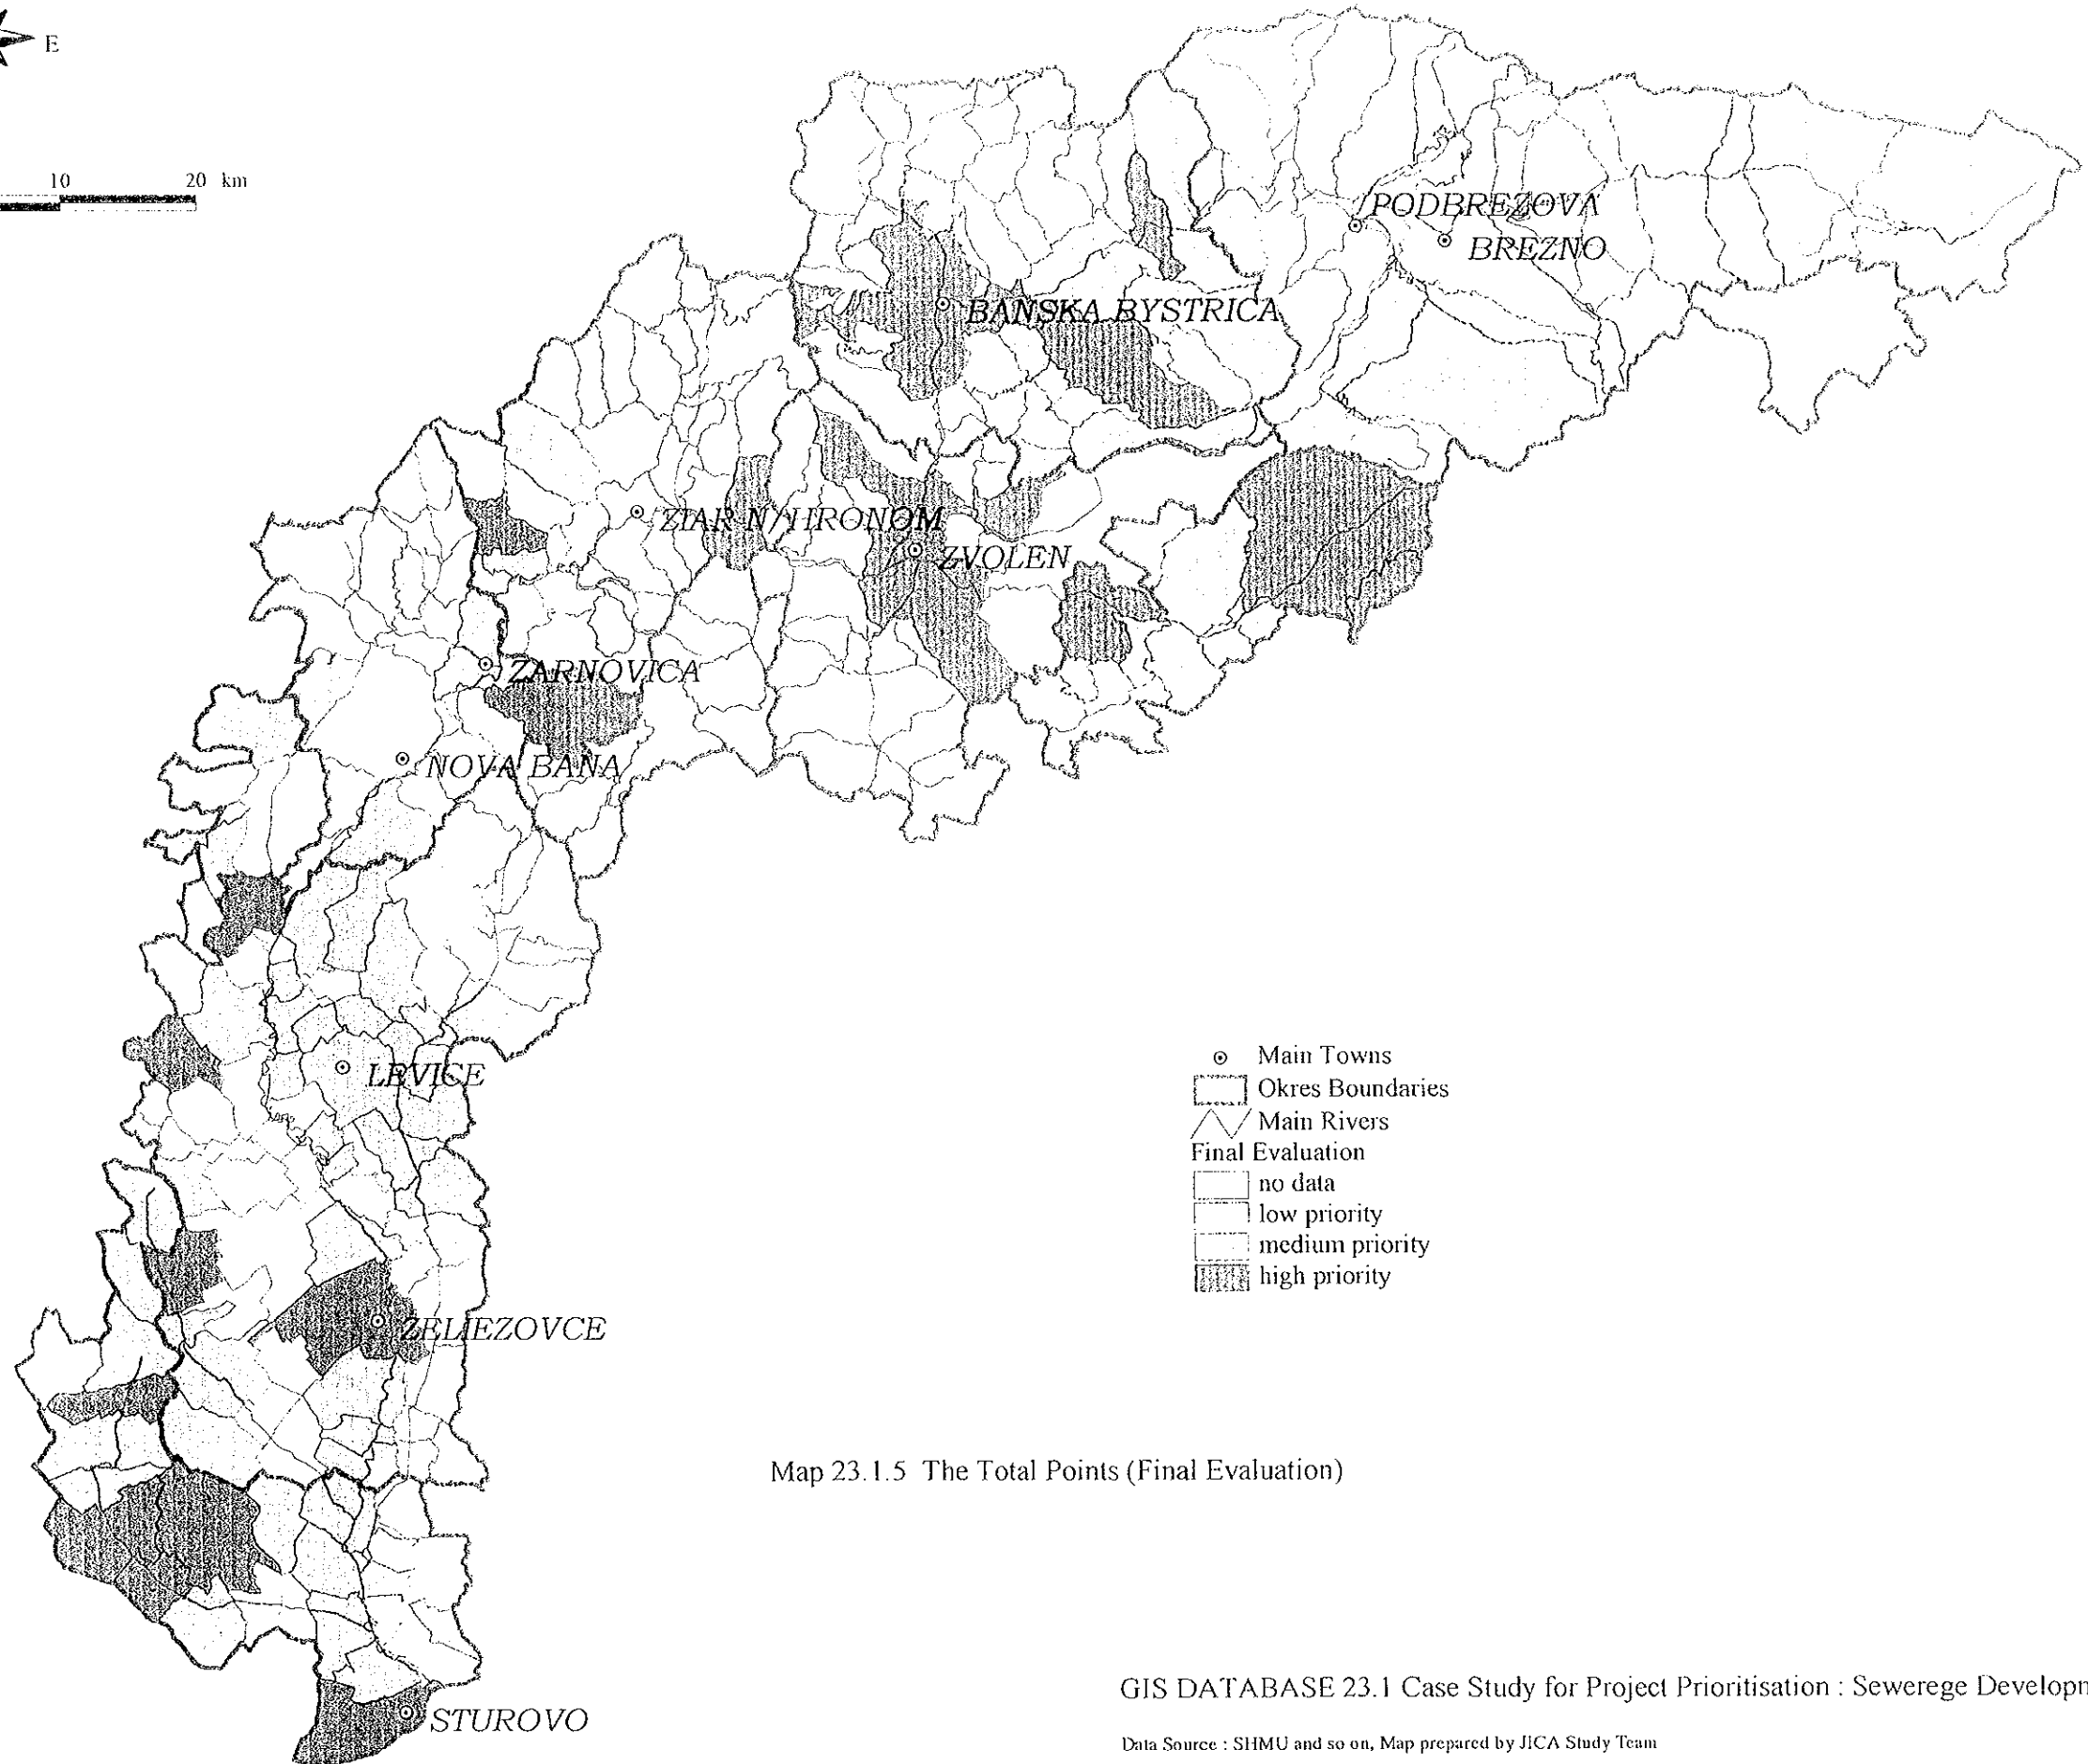 E
10 20 km
PODBREZOVA
BREZNO
BANSKA BYSTRICA
ZIAR N/HRONOM
ZVOLEN
ZARNOVICA
NOVA BANA
LEVICE
ZELIEZOVCE
STUROVO
Main Towns
Okres Boundaries
Main Rivers
Final Evaluation
no data
low priority
medium priority
high priority
Map 23.1.5 The Total Points (Final Evaluation)
GIS DATABASE 23.1 Case Study for Project Prioritisation : Sewerege Developm
Data Source : SHMU and so on, Map prepared by JICA Study Team